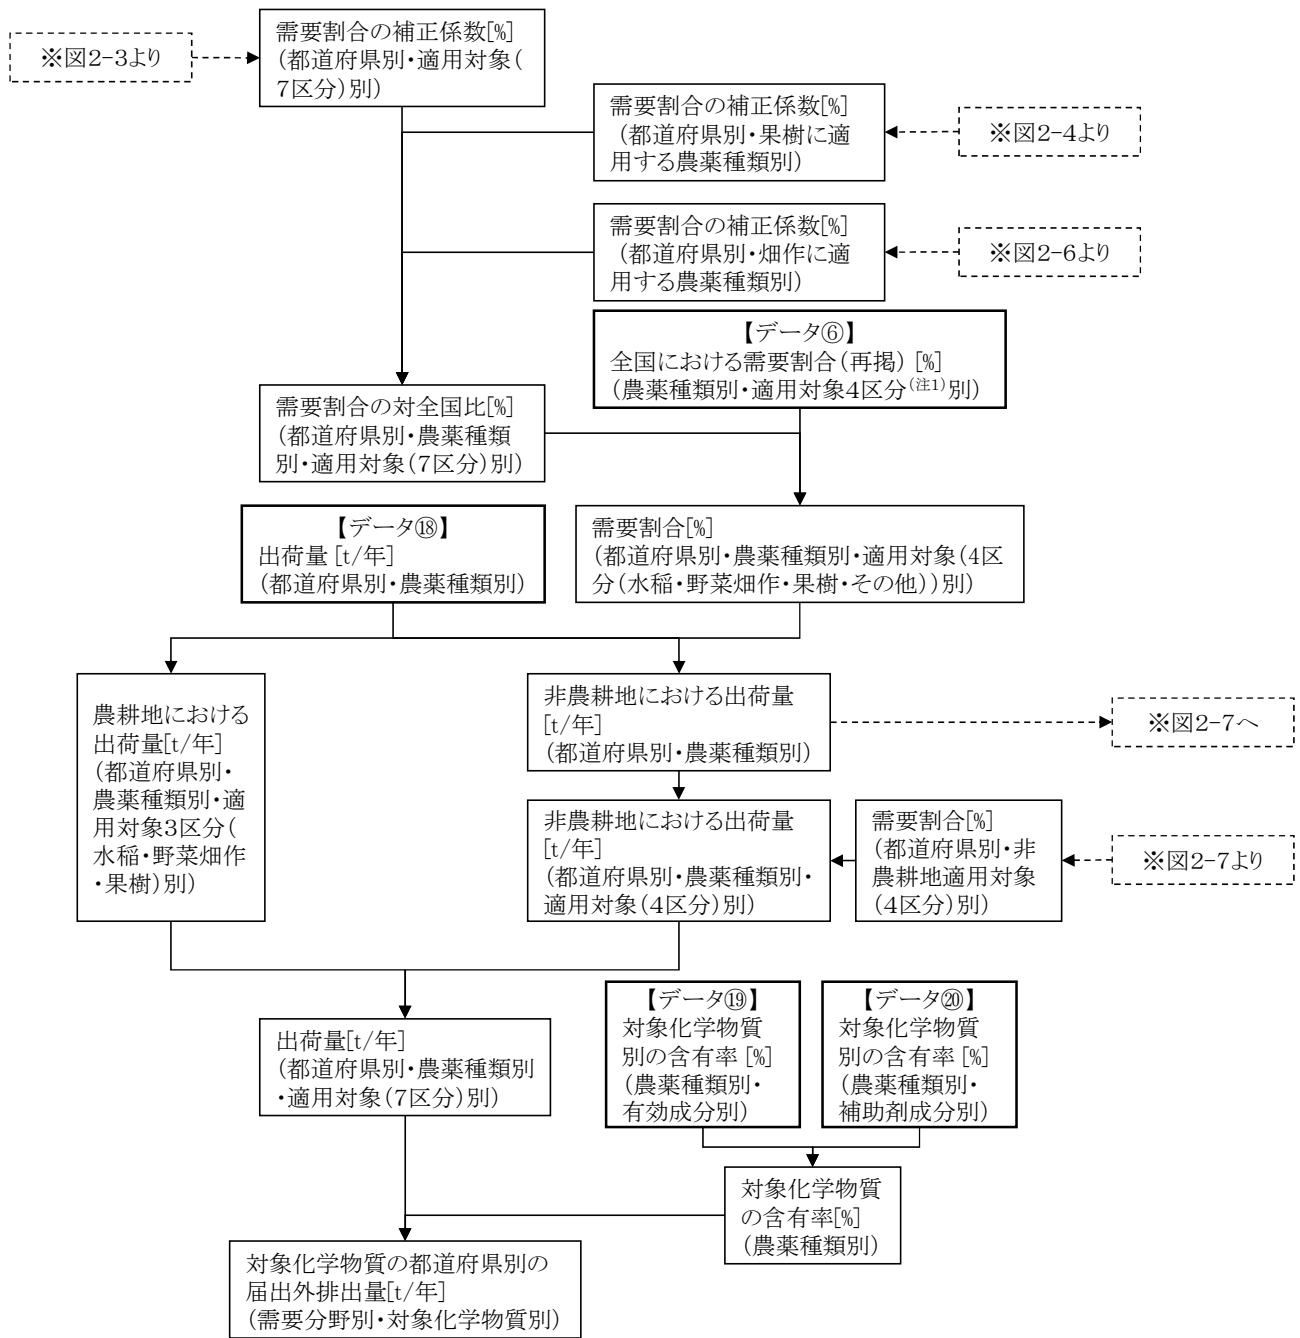 需要割合の補正係数[%]
(都道府県別・適用対象(
7区分)別)
※図2-3より
需要割合の補正係数[%]
(都道府県別・果樹に適
用する農薬種類別)
※図2-4より
需要割合の補正係数[%]
(都道府県別・畑作に適
用する農薬種類別)
※図2-6より
【データ⑥】
全国における需要割合(再掲) [%]
(農薬種類別・適用対象4区分(注1)別)
需要割合の対全国比[%]
(都道府県別・農薬種類
別・適用対象(7区分)別)
【データ⑱】
出荷量 [t/年]
(都道府県別・農薬種類別)
需要割合[%]
(都道府県別・農薬種類別・適用対象(4区
分(水稲・野菜畑作・果樹・その他))別)
農耕地における
出荷量[t/年]
(都道府県別・
農薬種類別・適
用対象3区分(
水稲・野菜畑作
・果樹)別)
非農耕地における出荷量
[t/年]
(都道府県別・農薬種類別)
※図2-7へ
非農耕地における出荷量
[t/年]
(都道府県別・農薬種類別・
適用対象(4区分)別)
需要割合[%]
(都道府県別・非
農耕地適用対象
(4区分)別)
※図2-7より
出荷量[t/年]
(都道府県別・農薬種類別
・適用対象(7区分)別)
【データ⑲】
対象化学物質
別の含有率 [%]
(農薬種類別・
有効成分別)
【データ⑳】
対象化学物質
別の含有率 [%]
(農薬種類別・
補助剤成分別)
対象化学物質
の含有率[%]
(農薬種類別)
対象化学物質の都道府県別の
届出外排出量[t/年]
(需要分野別・対象化学物質別)